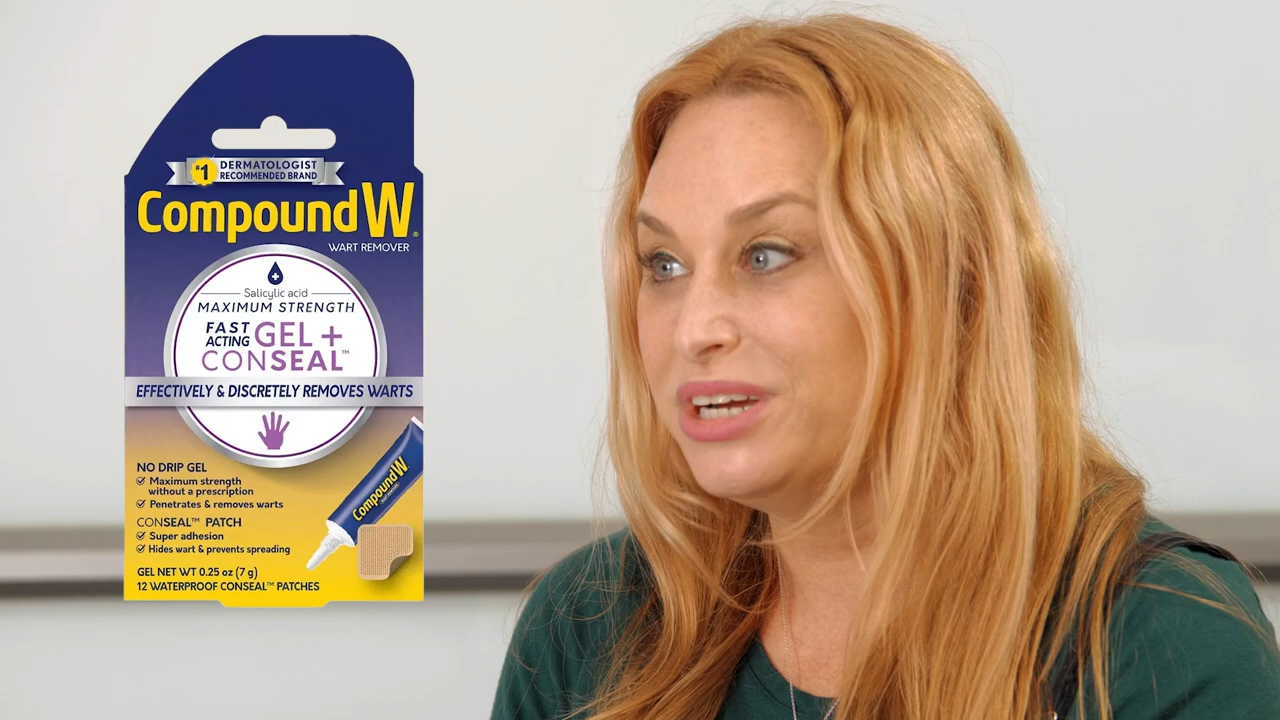 #1 DERMATOLOGIST
RECOMMENDED BRAND
CompoundW®
WART REMOVER
Salicylic acid
MAXIMUM STRENGTH
FAST ACTING GEL +
CONSEAL™
EFFECTIVELY & DISCRETELY REMOVES WARTS
NO DRIP GEL
Maximum strength
without a prescription
Penetrates & removes warts
CONSEAL™ PATCH
Super adhesion
Hides wart & prevents spreading
GEL NET WT 0.25 oz (7 g)
12 WATERPROOF CONSEAL™ PATCHES
CompoundW